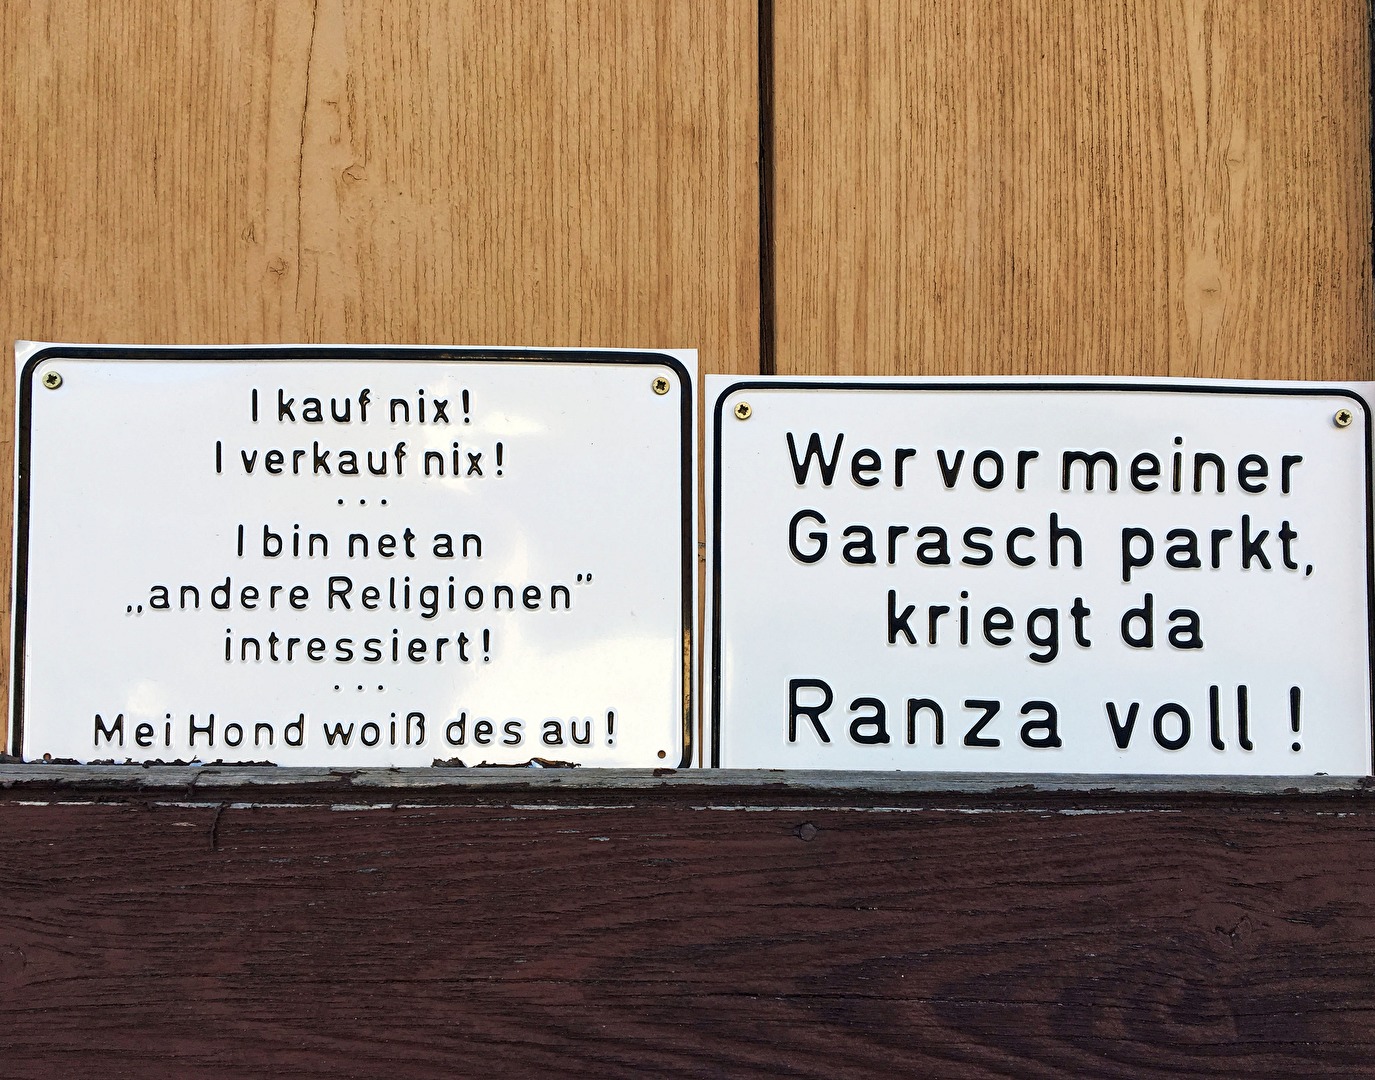 I kauf nix!
I verkauf nix!
...
I bin net an
„andere Religionen”
intressiert!
...
Mei Hond woiß des au!
Wer vor meiner
Garasch parkt,
kriegt da
Ranza voll!